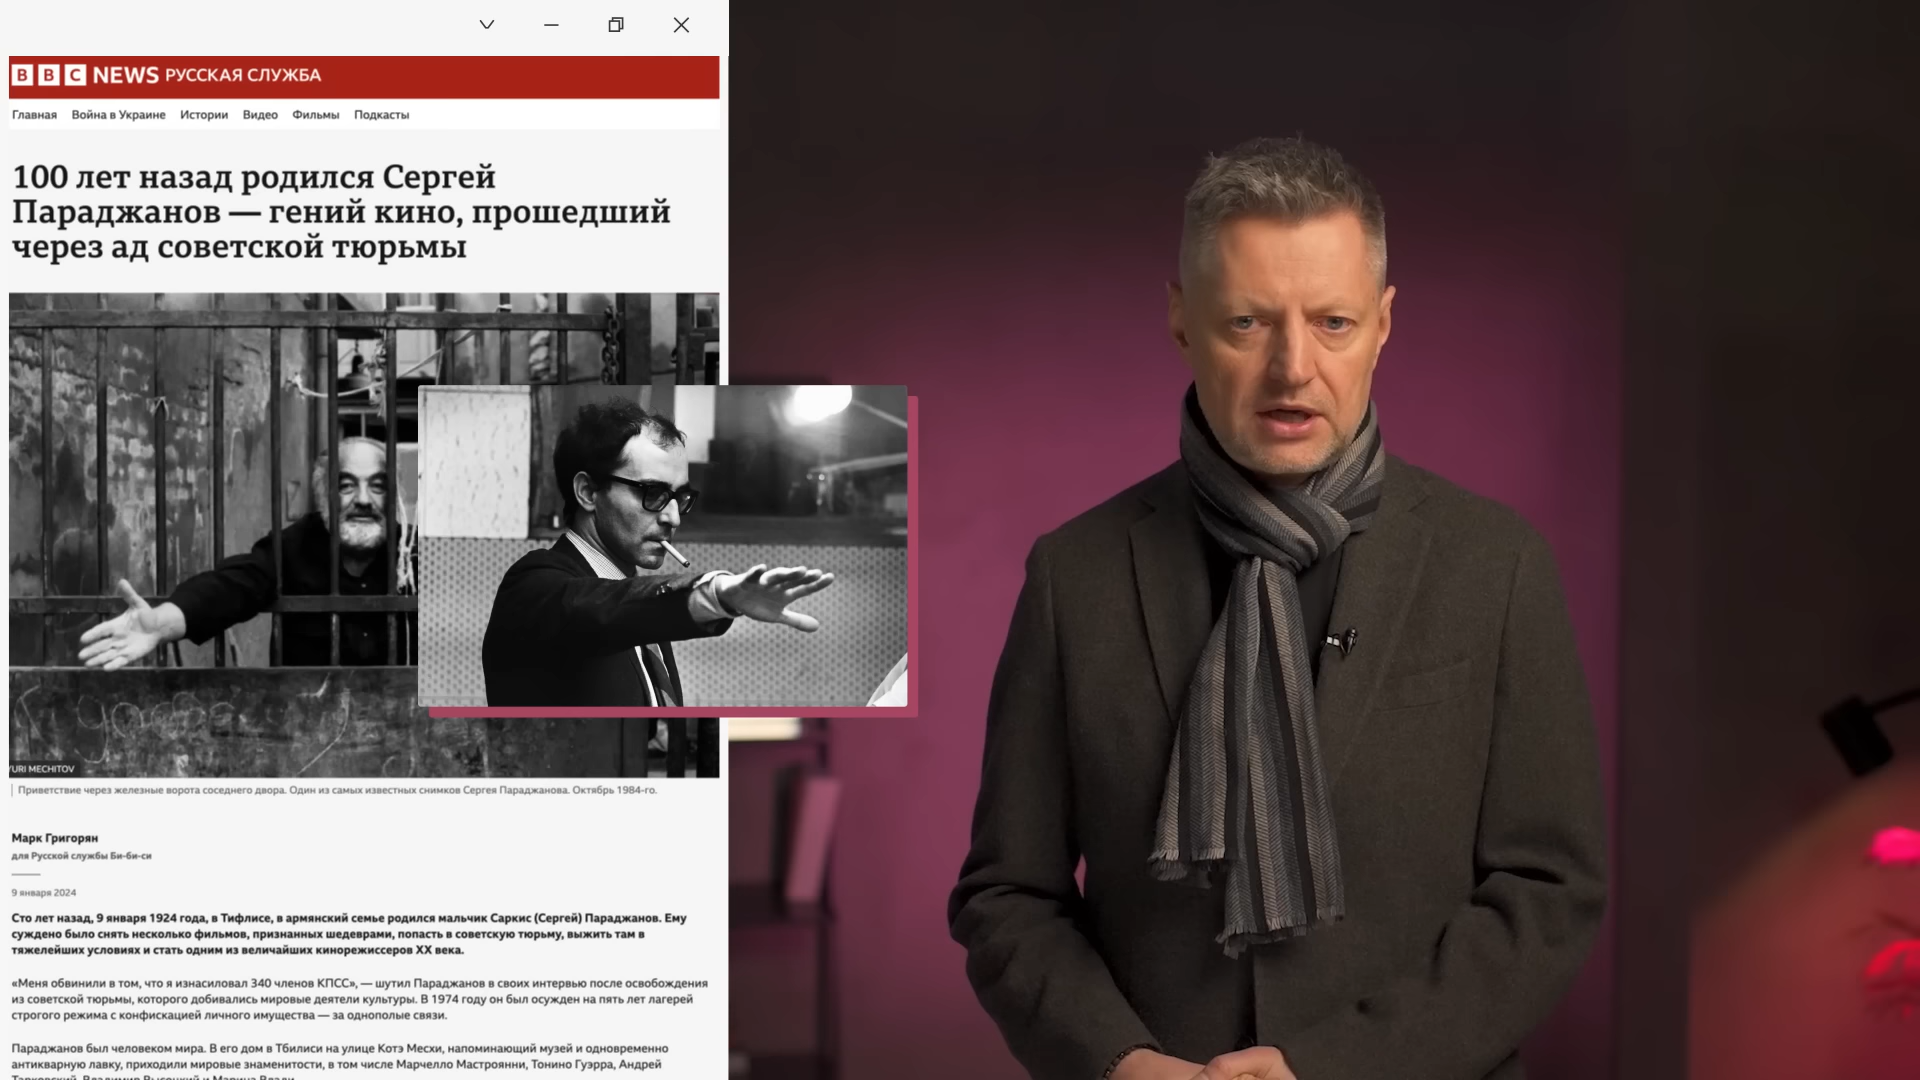 BBC NEWS РУССКАЯ СЛУЖБА
Главная Война в Украине Истории Видео Фильмы Подкасты
100 лет назад родился Сергей
Параджанов — гений кино, прошедший
через ад советской тюрьмы
YURI MECHITOV
Приветствие через железные ворота соседнего двора. Один из самых известных снимков Сергея Параджанова. Октябрь 1984-го.
Марк Григорян
для Русской службы Би-би-си
9 января 2024
Сто лет назад, 9 января 1924 года, в Тифлисе, в армянский семье родился мальчик Саркис (Сергей) Параджанов. Ему
суждено было снять несколько фильмов, признанных шедеврами, попасть в советскую тюрьму, выжить там в
тяжелейших условиях и стать одним из величайших кинорежиссеров XX века.
«Меня обвинили в том, что я изнасиловал 340 членов КПСС», — шутил Параджанов в своих интервью после освобождения
из советской тюрьмы, которого добивались мировые деятели культуры. В 1974 году он был осужден на пять лет лагерей
строгого режима с конфискацией личного имущества — за однополые связи.
Параджанов был человеком мира. В его дом в Тбилиси на улице Котэ Месхи, напоминающий музей и одновременно
антикварную лавку, приходили мировые знаменитости, в том числе Марчелло Мастроянни, Тонино Гуэрра, Андрей
Тарковский, Владимир Высоцкий и Марина Влади.